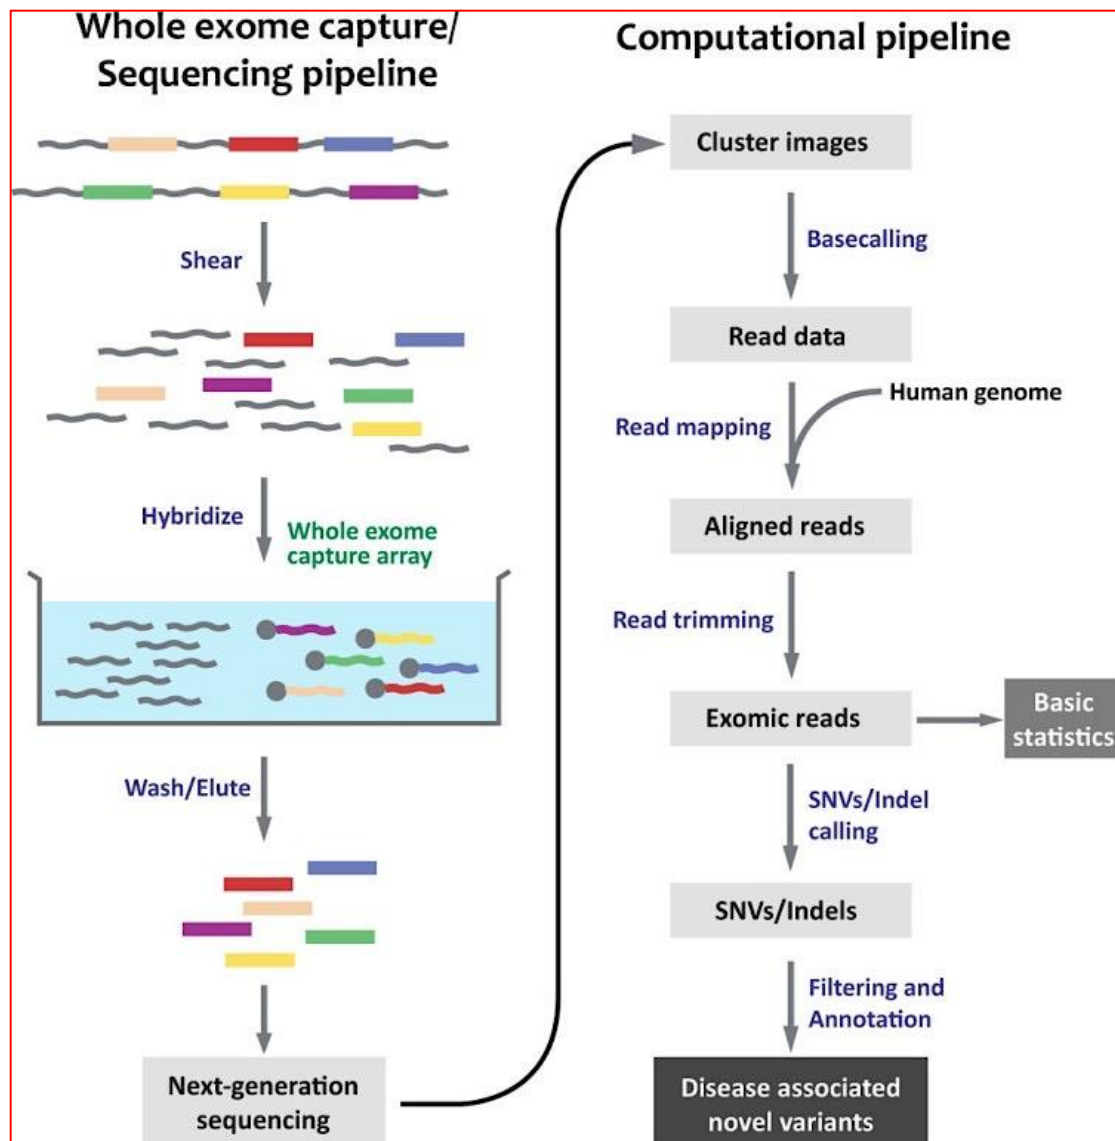 Whole exome capture/
Sequencing pipeline
Shear
Hybridize
Whole exome
capture array
Wash/Elute
Next-generation
sequencing
Computational pipeline
Cluster images
Basecalling
Read data
Human genome
Read mapping
Aligned reads
Read trimming
Exomic reads
Basic
statistics
SNVs/Indel
calling
SNVs/Indels
Filtering and
Annotation
Disease associated
novel variants